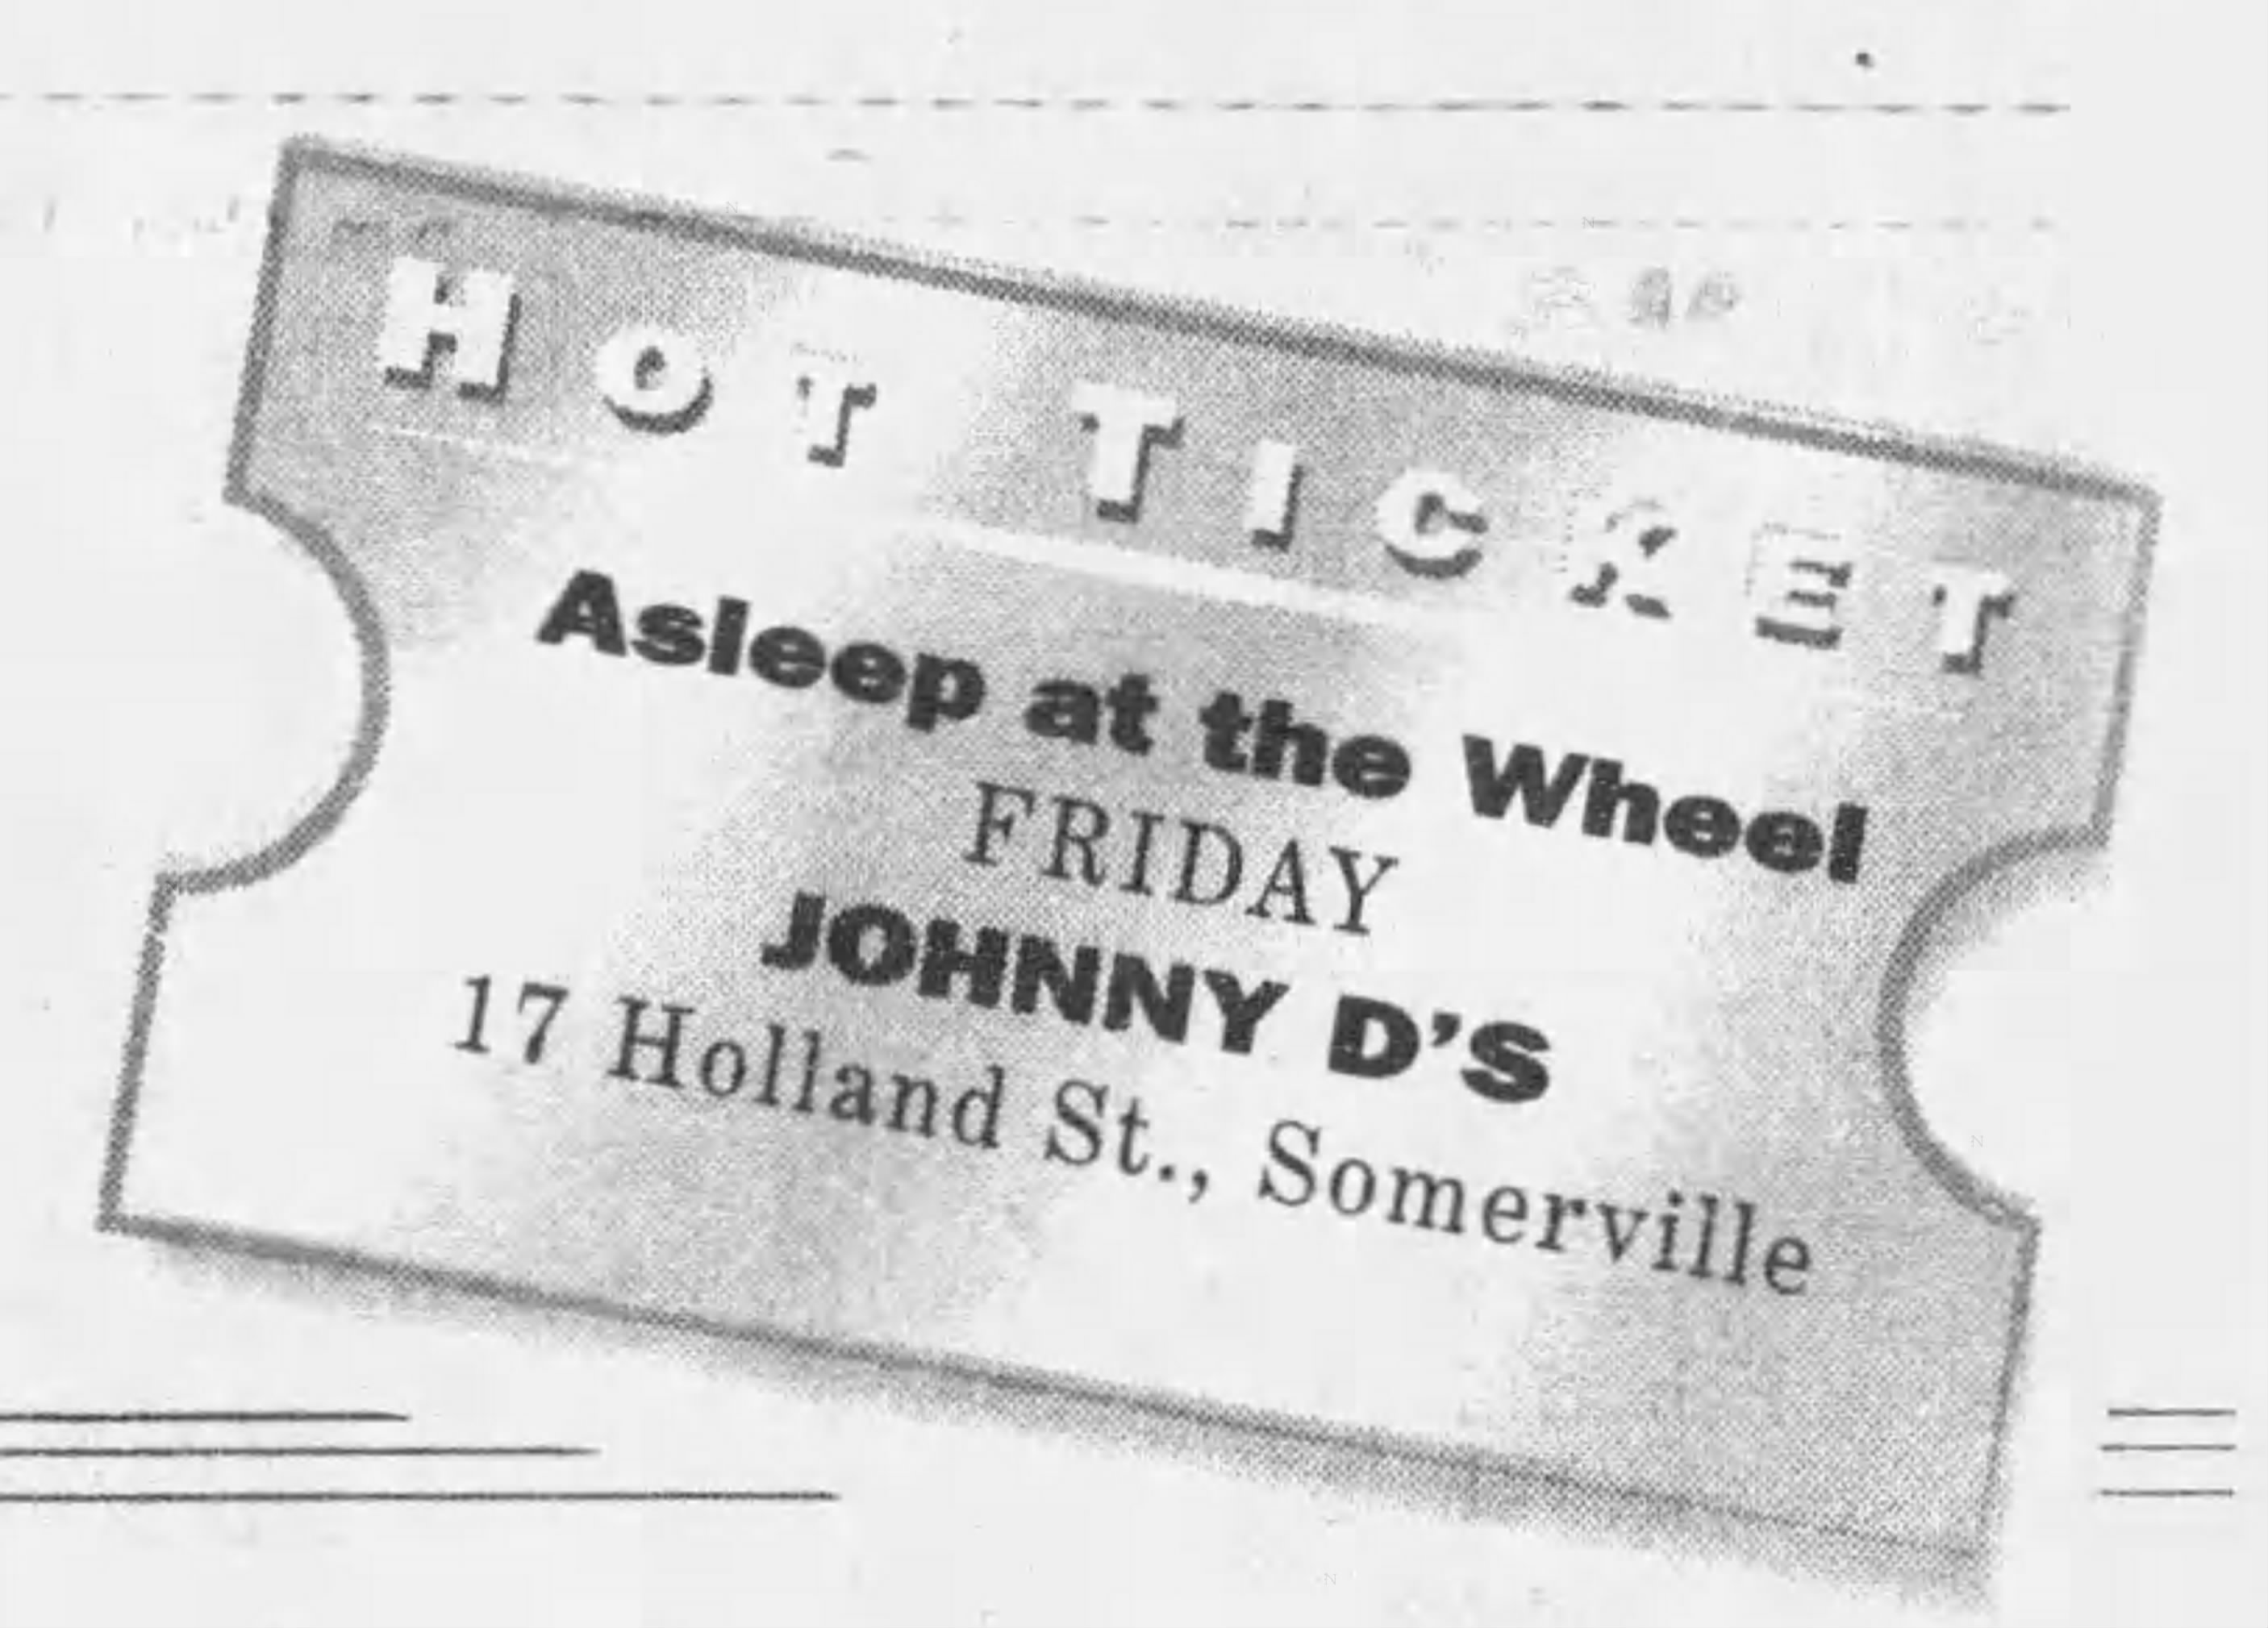 HOT TICKET
Asleep at the Wheel
FRIDAY
JOHNNY D'S
17 Holland St., Somerville